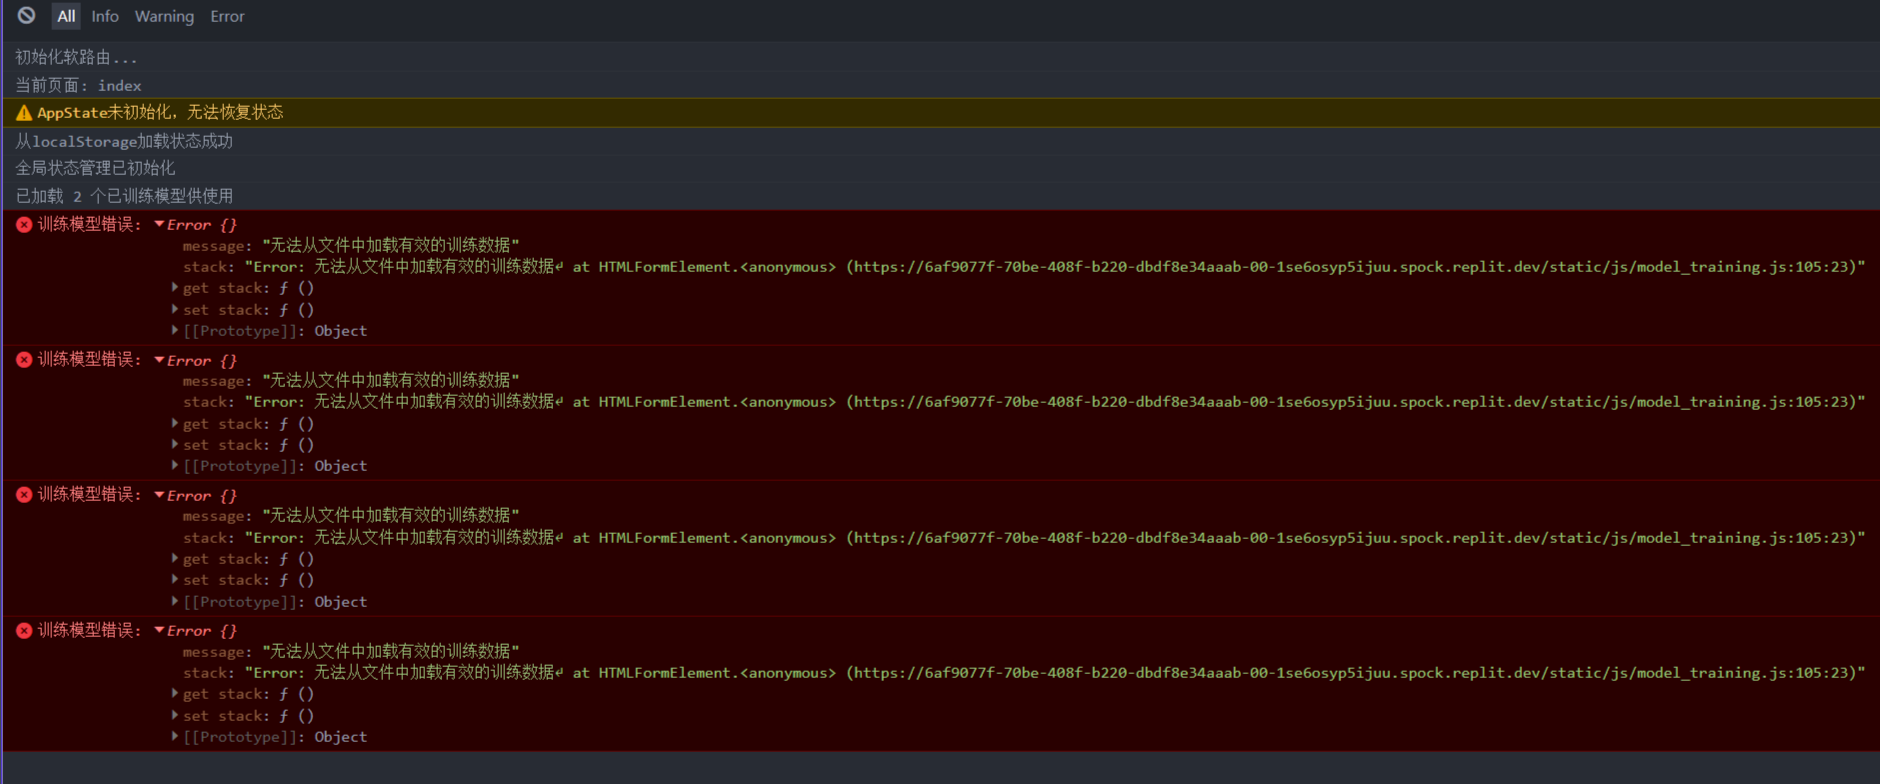 All Info Warning Error
初始化软路由...
当前页面: index
AppState未初始化，无法恢复状态
从localStorage加载状态成功
全局状态管理已初始化
已加载 2 个已训练模型供使用
训练模型错误: ▼Error {}
message: "无法从文件中加载有效的训练数据"
stack: "Error: 无法从文件中加载有效的训练数据↵ at HTMLFormElement.<anonymous> (https://6af9077f-70be-408f-b220-dbdf8e34aaab-00-1se6osyp5ijuu.spock.replit.dev/static/js/model_training.js:105:23)"
▶get stack: ƒ ()
▶set stack: ƒ ()
▶[[Prototype]]: Object
训练模型错误: ▼Error {}
message: "无法从文件中加载有效的训练数据"
stack: "Error: 无法从文件中加载有效的训练数据↵ at HTMLFormElement.<anonymous> (https://6af9077f-70be-408f-b220-dbdf8e34aaab-00-1se6osyp5ijuu.spock.replit.dev/static/js/model_training.js:105:23)"
▶get stack: ƒ ()
▶set stack: ƒ ()
▶[[Prototype]]: Object
训练模型错误: ▼Error {}
message: "无法从文件中加载有效的训练数据"
stack: "Error: 无法从文件中加载有效的训练数据↵ at HTMLFormElement.<anonymous> (https://6af9077f-70be-408f-b220-dbdf8e34aaab-00-1se6osyp5ijuu.spock.replit.dev/static/js/model_training.js:105:23)"
▶get stack: ƒ ()
▶set stack: ƒ ()
▶[[Prototype]]: Object
训练模型错误: ▼Error {}
message: "无法从文件中加载有效的训练数据"
stack: "Error: 无法从文件中加载有效的训练数据↵ at HTMLFormElement.<anonymous> (https://6af9077f-70be-408f-b220-dbdf8e34aaab-00-1se6osyp5ijuu.spock.replit.dev/static/js/model_training.js:105:23)"
▶get stack: ƒ ()
▶set stack: ƒ ()
▶[[Prototype]]: Object